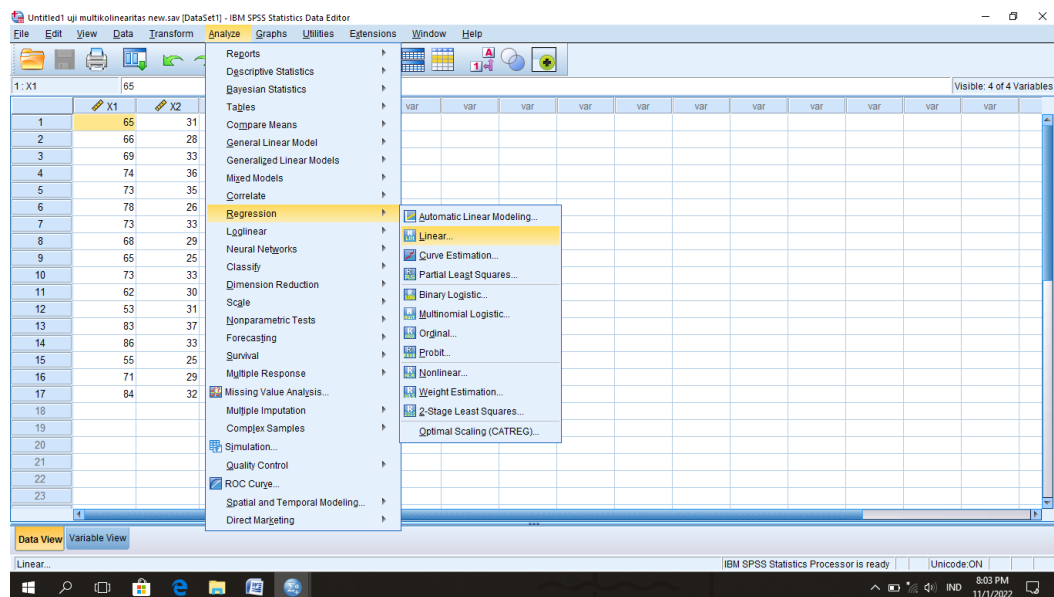 Untitled1 uji multikolinearitas new.sav [DataSet1] - IBM SPSS Statistics Data Editor
File Edit View Data Transform Analyze Graphs Utilities Extensions Window Help
1 : X1 65 Visible: 4 of 4 Variables
X1 X2 var var var var var var var var var var var
1 65 31
2 66 28
3 69 33
4 74 36
5 73 35
6 78 26
7 73 33
8 68 29
9 65 25
10 73 33
11 62 30
12 53 31
13 83 37
14 86 33
15 55 25
16 71 29
17 84 32
18
19
20
21
22
23
Reports
Descriptive Statistics
Bayesian Statistics
Tables
Compare Means
General Linear Model
Generalized Linear Models
Mixed Models
Correlate
Regression
Loglinear
Neural Networks
Classify
Dimension Reduction
Scale
Nonparametric Tests
Forecasting
Survival
Multiple Response
Missing Value Analysis...
Multiple Imputation
Complex Samples
Simulation...
Quality Control
ROC Curve...
Spatial and Temporal Modeling...
Direct Marketing
Automatic Linear Modeling...
Linear...
Curve Estimation...
Partial Least Squares...
Binary Logistic...
Multinomial Logistic...
Ordinal...
Probit...
Nonlinear...
Weight Estimation...
2-Stage Least Squares...
Optimal Scaling (CATREG)...
Data View Variable View
Linear... IBM SPSS Statistics Processor is ready Unicode:ON
IND 8:03 PM
11/1/2022